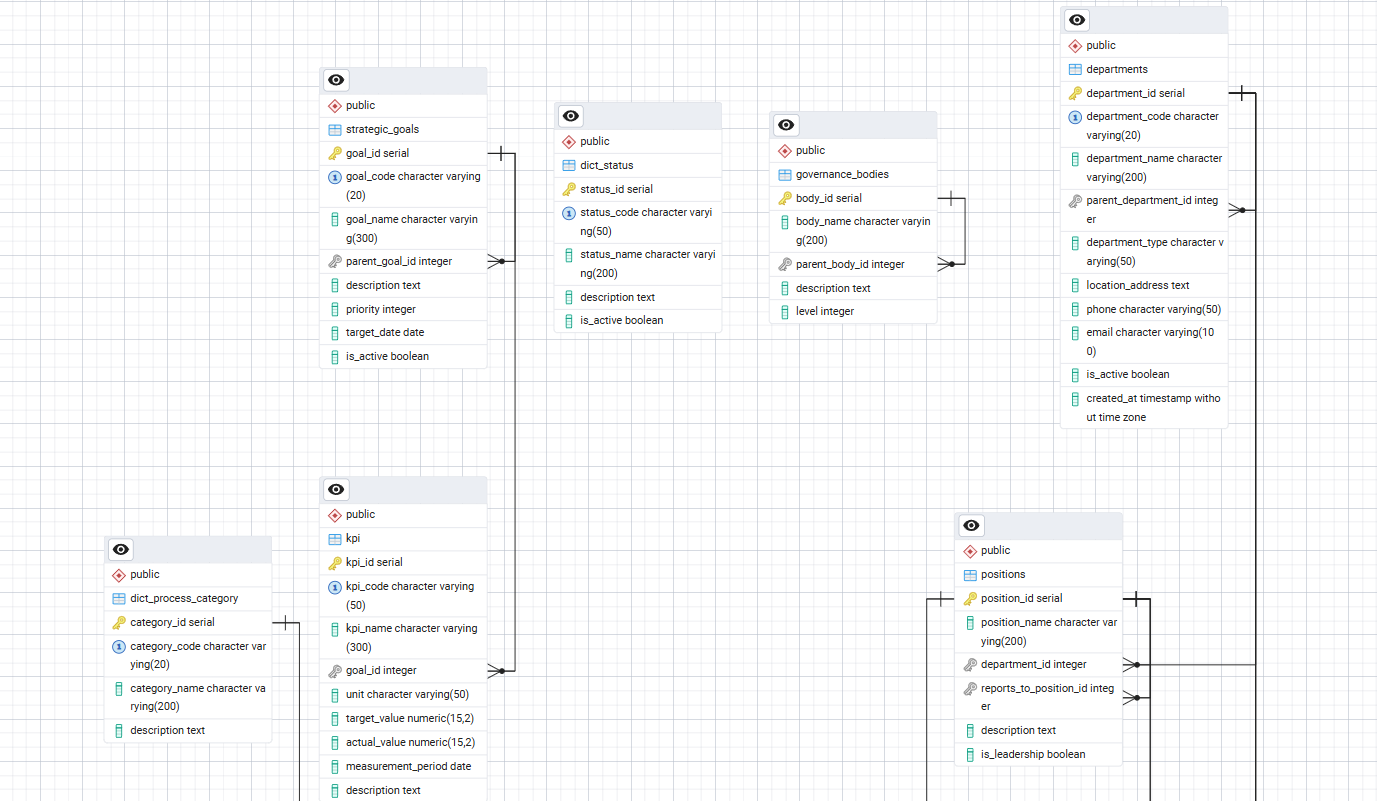 public
strategic_goals
goal_id serial
goal_code character varying
(20)
goal_name character varyin
g(300)
parent_goal_id integer
description text
priority integer
target_date date
is_active boolean
public
dict_status
status_id serial
status_code character varyi
ng(50)
status_name character varyi
ng(200)
description text
is_active boolean
public
governance_bodies
body_id serial
body_name character varyin
g(200)
parent_body_id integer
description text
level integer
public
departments
department_id serial
1
department_code character
varying(20)
department_name character
varying(200)
parent_department_id integ
er
department_type character v
arying(50)
location_address text
phone character varying(50)
email character varying(10
0)
is_active boolean
created_at timestamp witho
ut time zone
public
dict_process_category
category_id serial
category_code character var
ying(20)
category_name character va
rying(200)
description text
public
kpi
kpi_id serial
kpi_code character varying
(50)
kpi_name character varying
(300)
goal_id integer
unit character varying(50)
target_value numeric(15,2)
actual_value numeric(15,2)
measurement_period date
description text
public
positions
position_id serial
position_name character var
ying(200)
department_id integer
reports_to_position_id integ
er
description text
is_leadership boolean